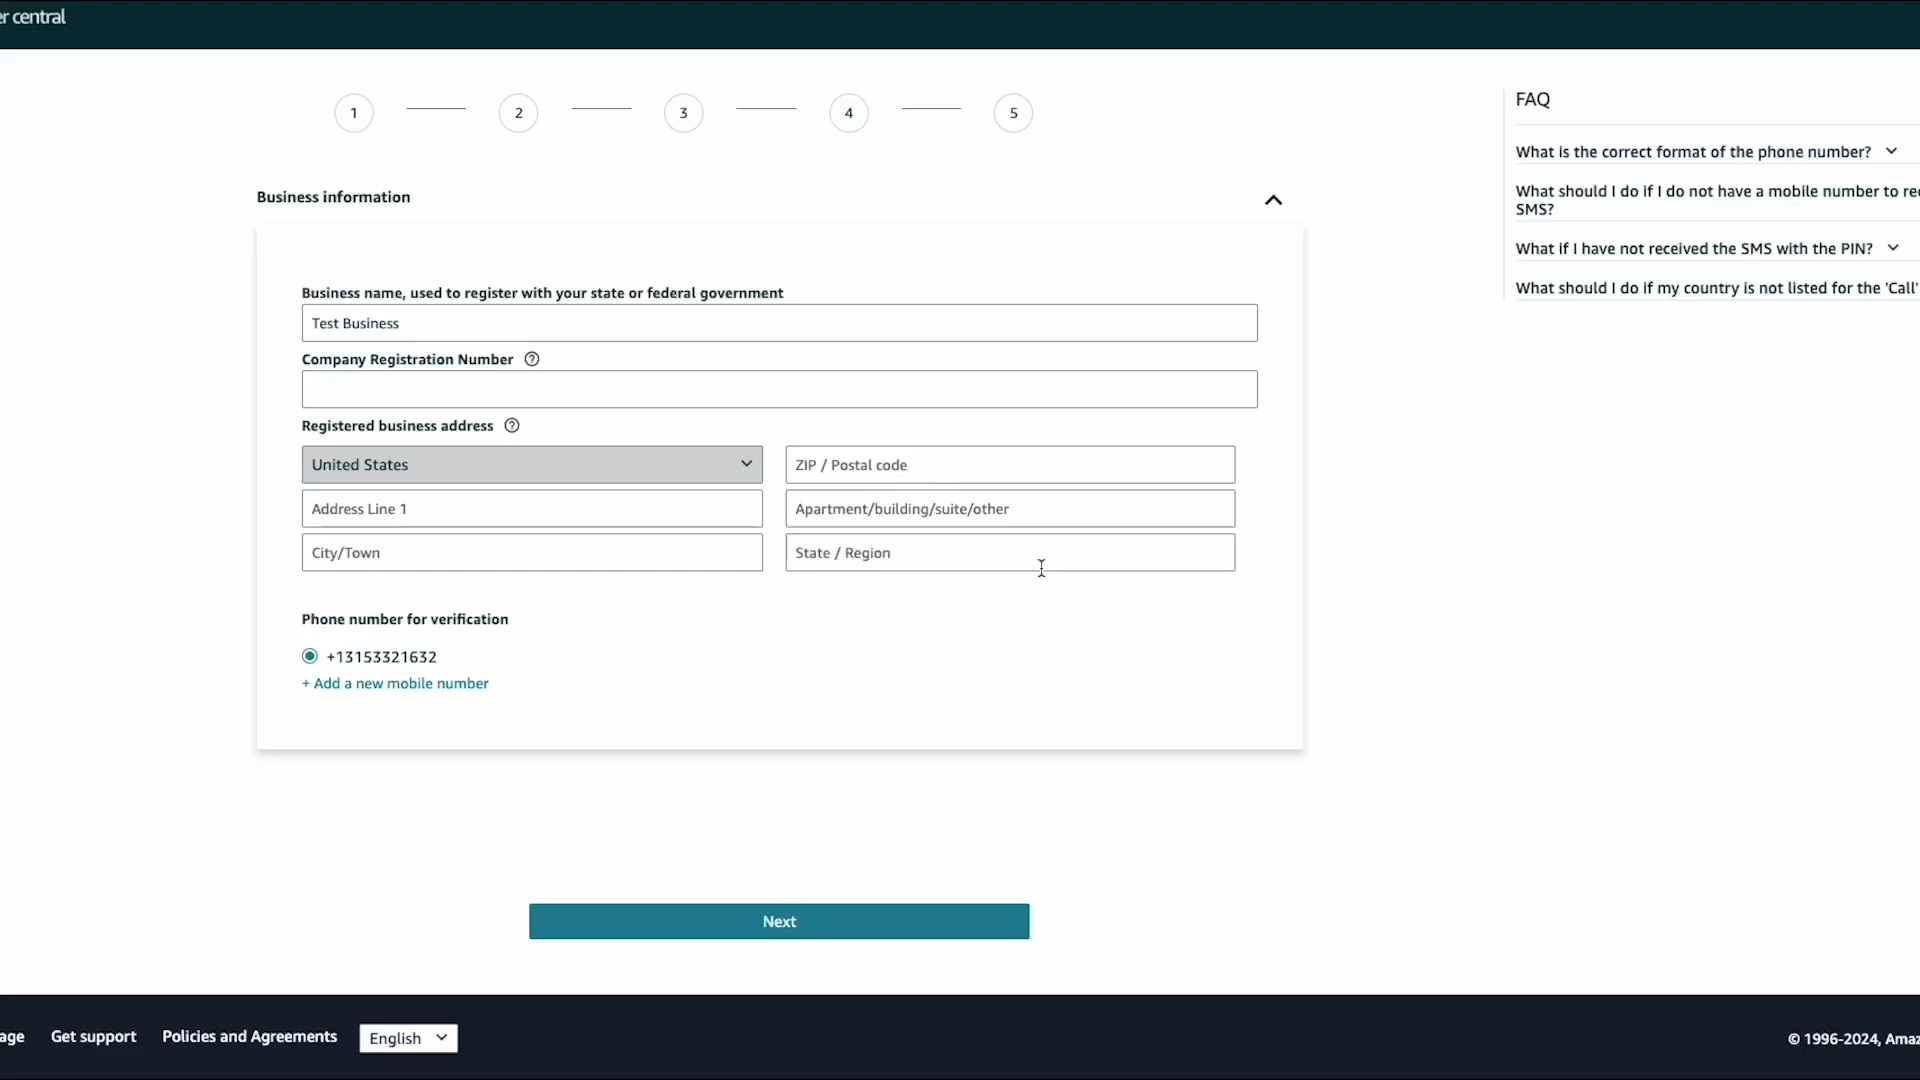 er central
1
2
3
4
5
FAQ
What is the correct format of the phone number?
What should I do if I do not have a mobile number to rec
SMS?
What if I have not received the SMS with the PIN?
What should I do if my country is not listed for the 'Call'
Business information
Business name, used to register with your state or federal government
Test Business
Company Registration Number
Registered business address
United States
ZIP / Postal code
Address Line 1
Apartment/building/suite/other
City/Town
State / Region
Phone number for verification
+13153321632
+ Add a new mobile number
Next
age
Get support
Policies and Agreements
English
© 1996-2024, Amaz